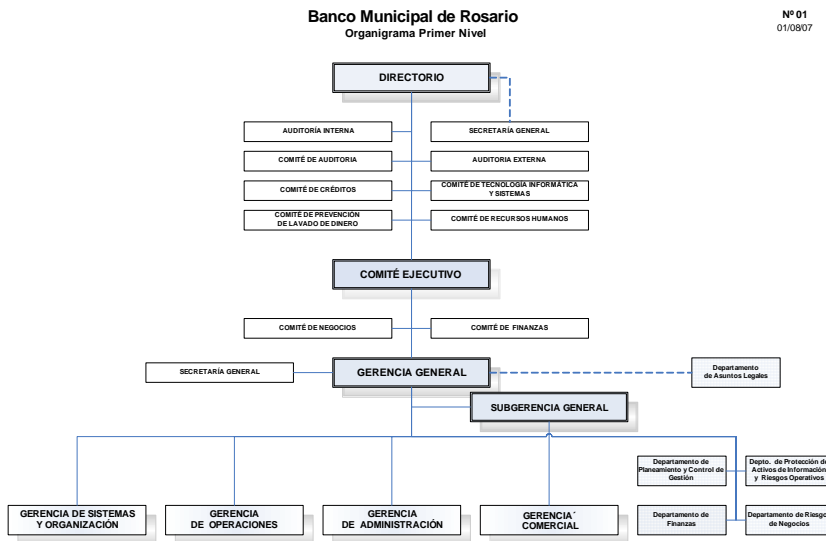 Banco Municipal de Rosario
Organigrama Primer Nivel
Nº 01
01/08/07
DIRECTORIO
AUDITORÍA INTERNA
SECRETARÍA GENERAL
COMITÉ DE AUDITORIA
AUDITORIA EXTERNA
COMITÉ DE CRÉDITOS
COMITÉ DE TECNOLOGÍA INFORMÁTICA
Y SISTEMAS
COMITÉ DE PREVENCIÓN
DE LAVADO DE DINERO
COMITÉ DE RECURSOS HUMANOS
COMITÉ EJECUTIVO
COMITÉ DE NEGOCIOS
COMITÉ DE FINANZAS
SECRETARÍA GENERAL
GERENCIA GENERAL
Departamento
de Asuntos Legales
SUBGERENCIA GENERAL
Departamento de
Planeamiento y Control de
Gestión
Depto. de Protección de
Activos de Información
y Riesgos Operativos
GERENCIA DE SISTEMAS
Y ORGANIZACIÓN
GERENCIA
DE OPERACIONES
GERENCIA
DE ADMINISTRACIÓN
GERENCIA´
COMERCIAL
Departamento de
Finanzas
Departamento de Riesgo
de Negocios